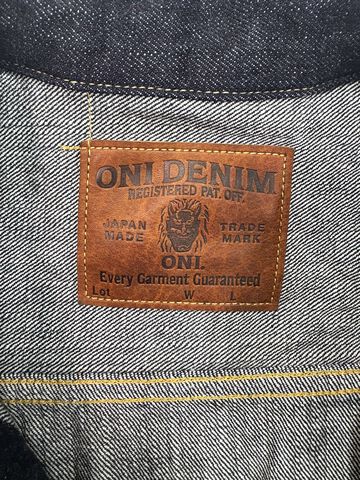 ONI DENIM
REGISTERED PAT. OFF.
JAPAN TRADE
MADE MARK
ONI.
Every Garment Guaranteed
Lot W L